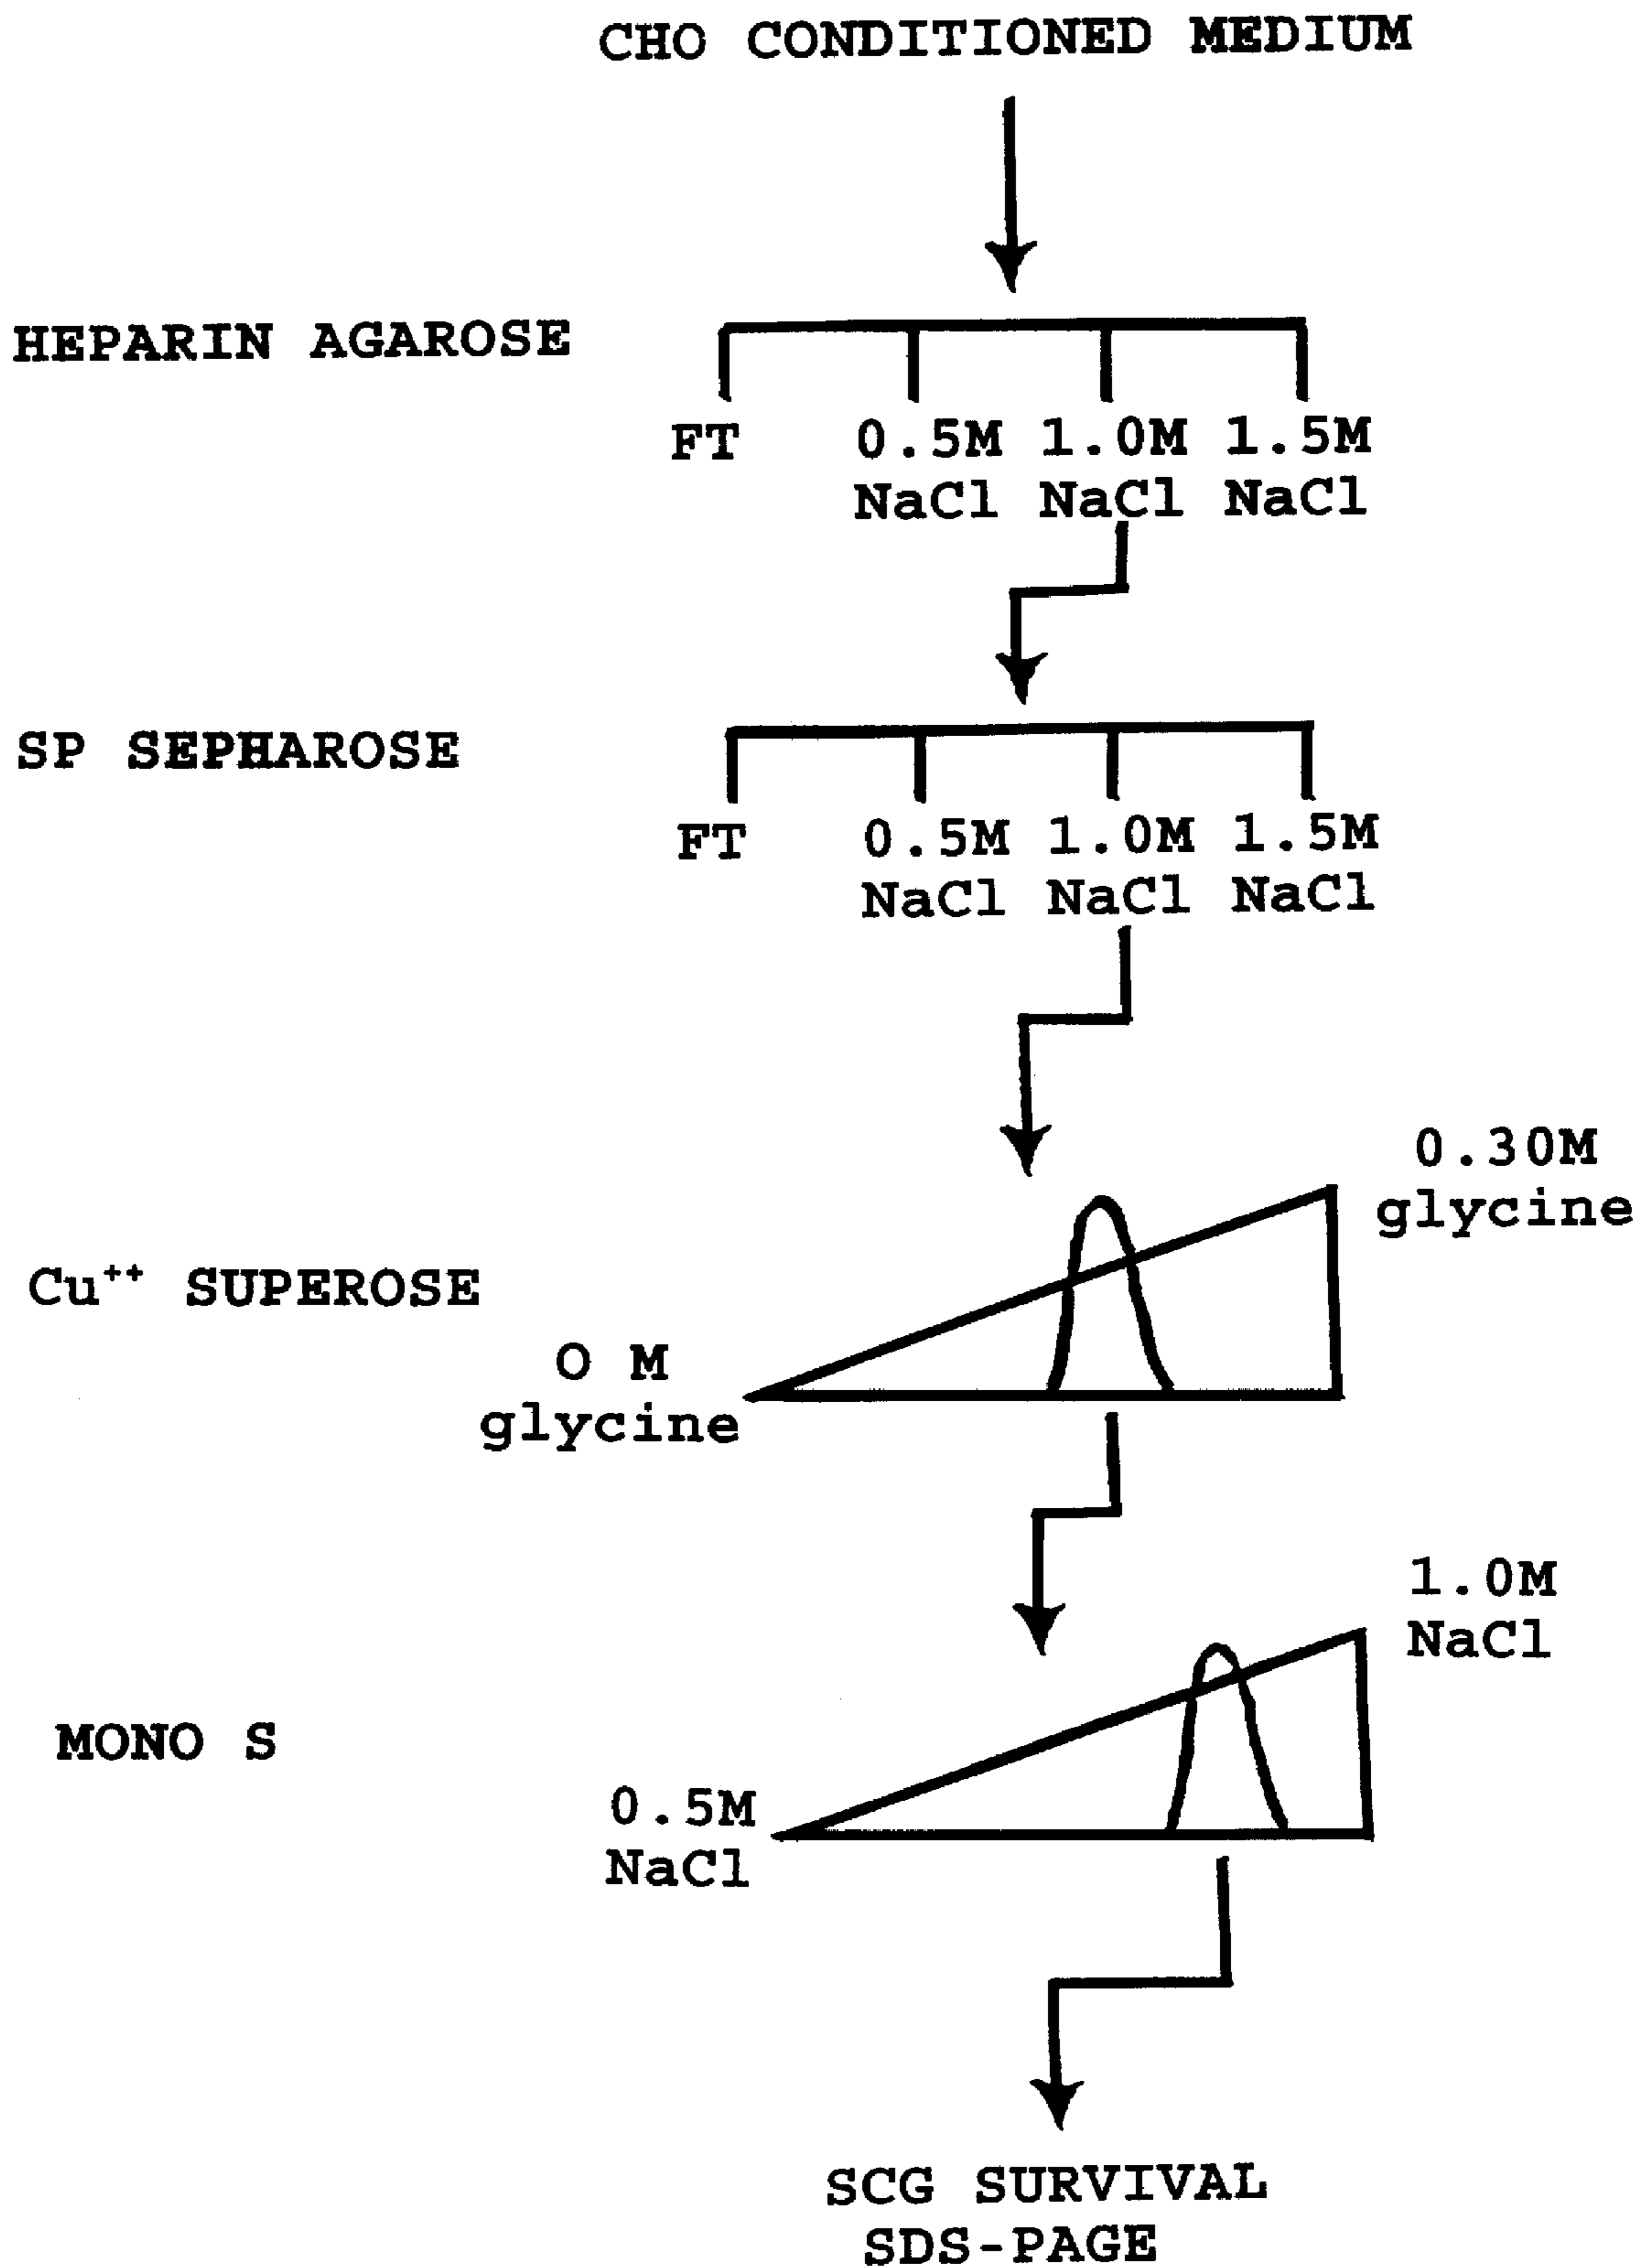 CHO CONDITIONED MEDIUM
HEPARIN AGAROSE
FT 0.5M 1.0M 1.5M
NaCl NaCl NaCl
SP SEPHAROSE
FT 0.5M 1.0M 1.5M
NaCl NaCl NaCl
0.30M
glycine
Cu++ SUPEROSE
O M
glycine
1.0M
NaCl
MONO S
0.5M
NaCl
SCG SURVIVAL
SDS-PAGE